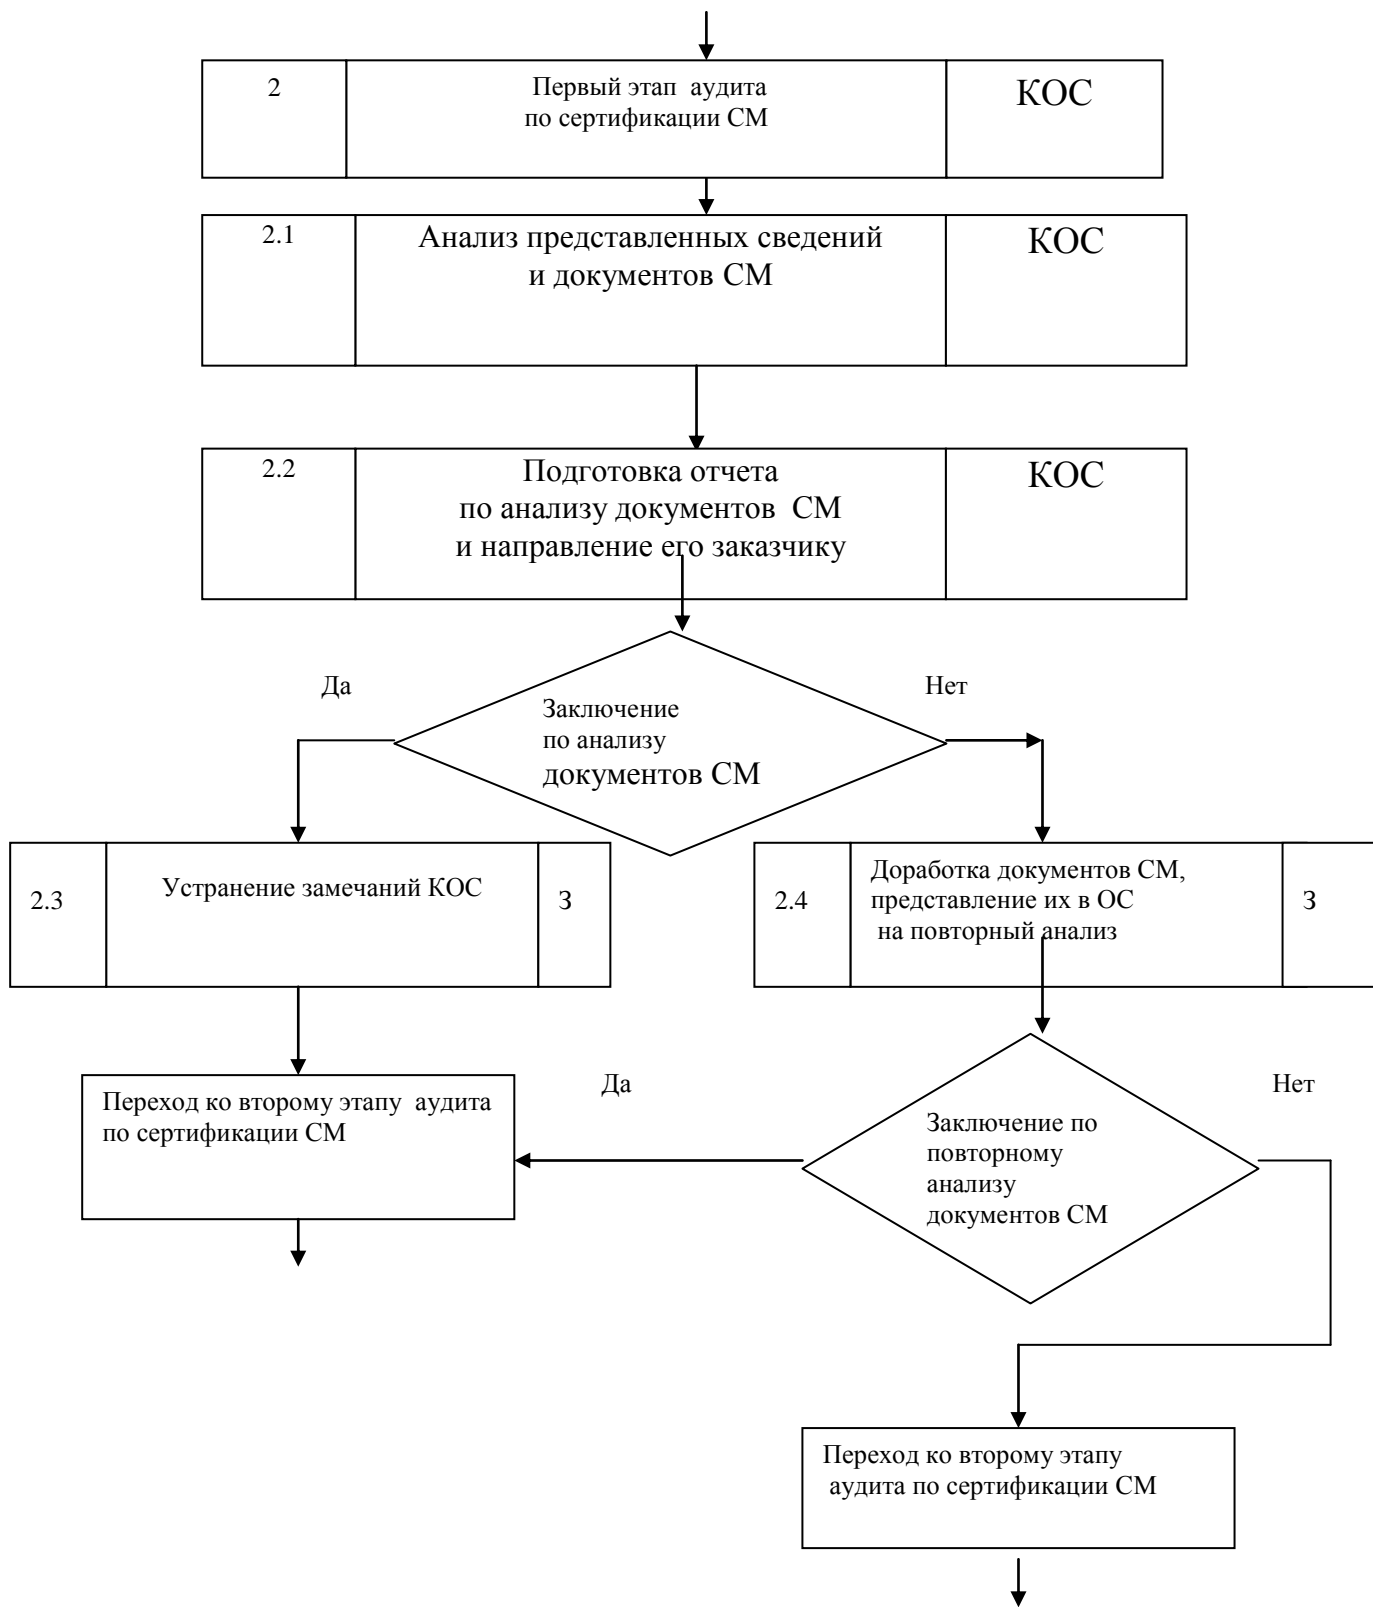 2
Первый этап аудита
по сертификации СМ
КОС
2.1
Анализ представленных сведений
и документов СМ
КОС
2.2
Подготовка отчета
по анализу документов СМ
и направление его заказчику
КОС
Да
Нет
Заключение
по анализу
документов СМ
2.3
Устранение замечаний КОС
З
2.4
Доработка документов СМ,
представление их в ОС
на повторный анализ
З
Переход ко второму этапу аудита
по сертификации СМ
Да
Нет
Заключение по
повторному
анализу
документов СМ
Переход ко второму этапу
аудита по сертификации СМ